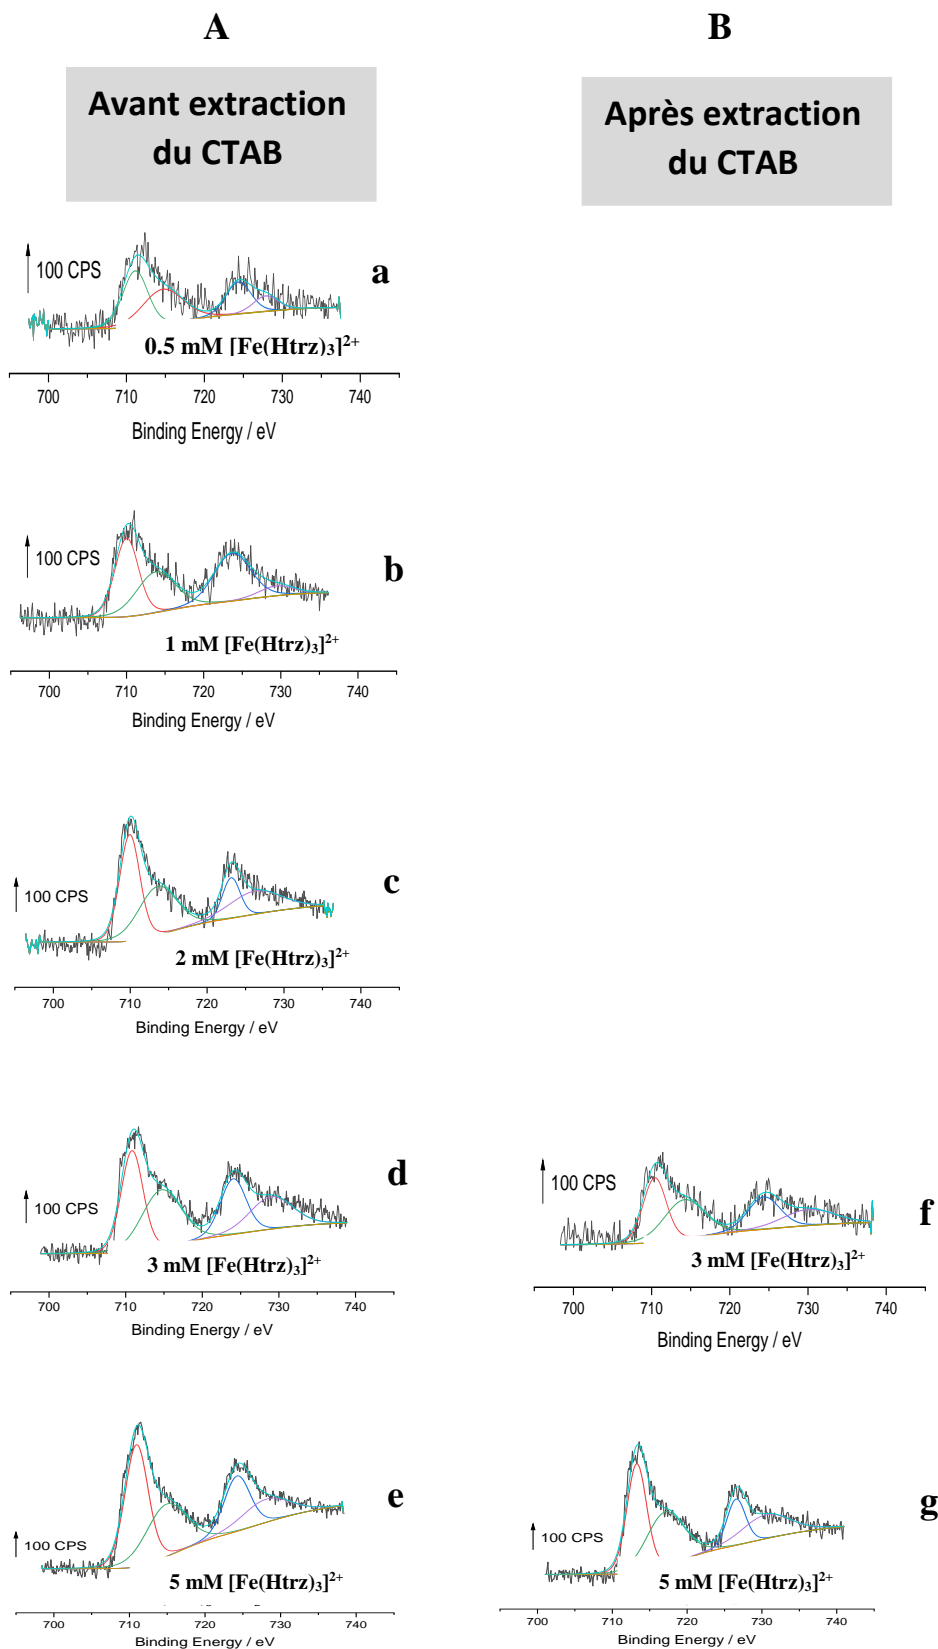 A
B
Avant extraction
du CTAB
Après extraction
du CTAB
100 CPS
a
0.5 mM [Fe(Htrz)₃]²⁺
700 710 720 730 740
Binding Energy / eV
100 CPS
b
1 mM [Fe(Htrz)₃]²⁺
700 710 720 730 740
Binding Energy / eV
100 CPS
c
2 mM [Fe(Htrz)₃]²⁺
700 710 720 730 740
Binding Energy / eV
100 CPS
d
3 mM [Fe(Htrz)₃]²⁺
700 710 720 730 740
Binding Energy / eV
100 CPS
f
3 mM [Fe(Htrz)₃]²⁺
700 710 720 730 740
Binding Energy / eV
100 CPS
e
5 mM [Fe(Htrz)₃]²⁺
700 710 720 730 740
Binding Energy / eV
100 CPS
g
5 mM [Fe(Htrz)₃]²⁺
700 710 720 730 740
Binding Energy / eV